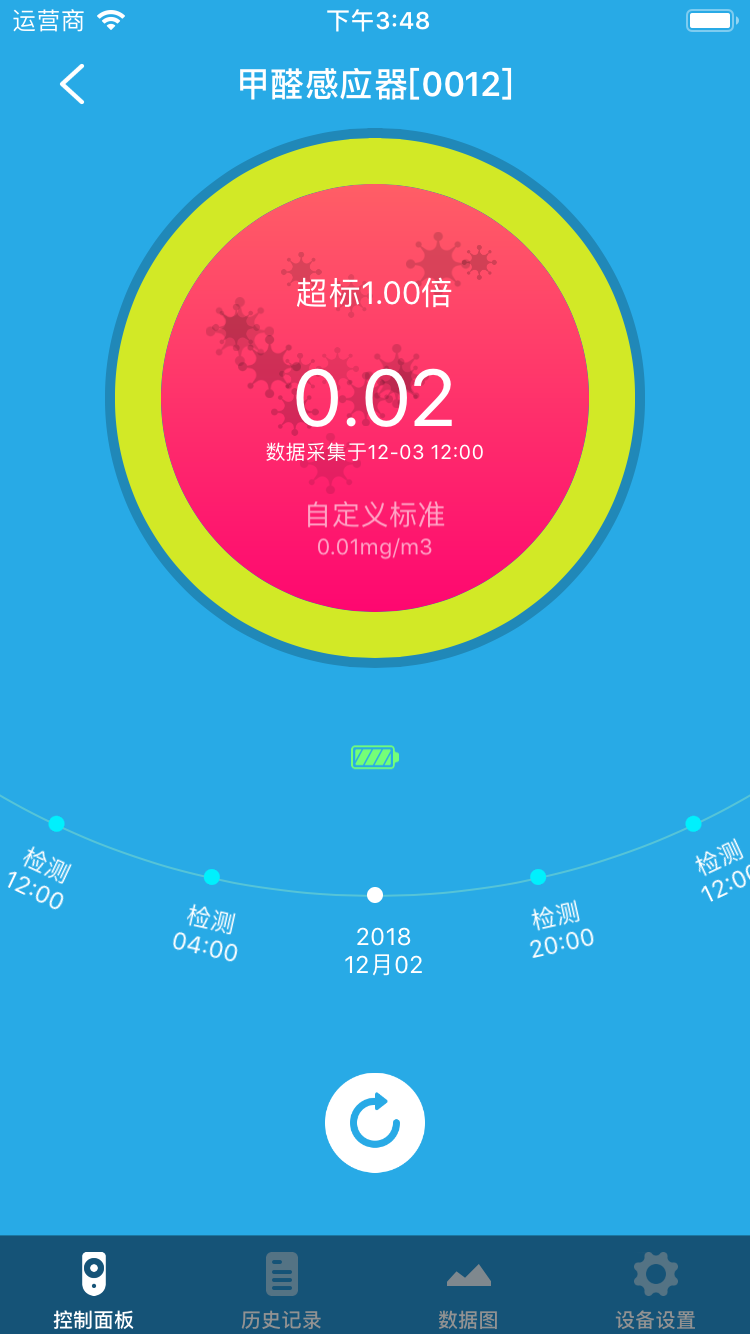 运营商
下午3:48
甲醛感应器[0012]
超标1.00倍
0.02
数据采集于12-03 12:00
自定义标准
0.01mg/m3
检测
12:00
检测
04:00
2018
12月02
检测
20:00
检测
12:00
控制面板
历史记录
数据图
设备设置